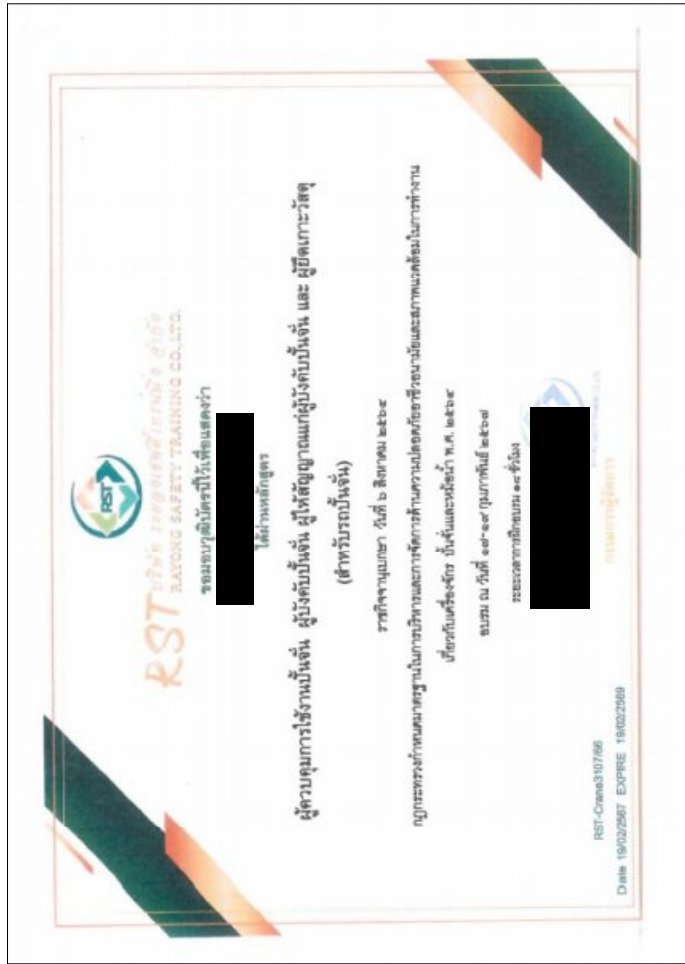 RST
RST บริษัท ระยองเซฟตี้เทรนนิ่ง จำกัด
RAYONG SAFETY TRAINING CO.,LTD.
ขอมอบวุฒิบัตรนี้ไว้เพื่อแสดงว่า
ได้ผ่านหลักสูตร
ผู้ควบคุมการใช้งานปั้นจั่น ผู้บังคับปั้นจั่น ผู้ให้สัญญาณแก่ผู้บังคับปั้นจั่น และ ผู้ยึดเกาะวัสดุ
(สำหรับรถปั้นจั่น)
ราชกิจจานุเบกษา วันที่ ๖ สิงหาคม ๒๕๖๔
กฎกระทรวงกำหนดมาตรฐานในการบริหารและการจัดการด้านความปลอดภัยอาชีวอนามัยและสภาพแวดล้อมในการทำงาน
เกี่ยวกับเครื่องจักร ปั้นจั่นและหม้อน้ำ พ.ศ. ๒๕๖๔
อบรม ณ วันที่ ๑๗-๑๙ กุมภาพันธ์ ๒๕๖๗
ระยะเวลาการฝึกอบรม ๑๘ ชั่วโมง
กรรมการผู้จัดการ
RST-Crane3107/66
Date 19/02/2567 EXPIRE 19/02/2569